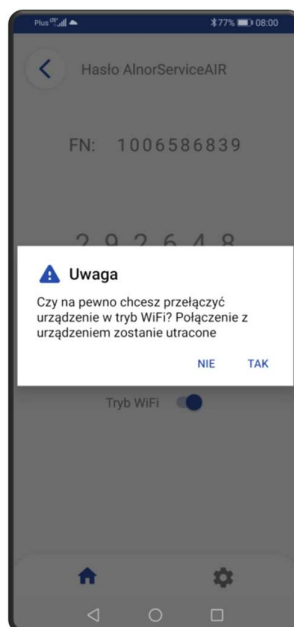 Plus 77% 08:00
Hasło AlnorServiceAIR
FN: 1006586839
292648
Uwaga
Czy na pewno chcesz przełączyć
urządzenie w tryb WiFi? Połączenie z
urządzeniem zostanie utracone
NIE TAK
Tryb WiFi